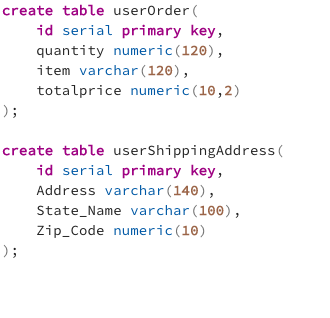 create table userOrder(
    id serial primary key,
    quantity numeric(120),
    item varchar(120),
    totalprice numeric(10,2)
);

create table userShippingAddress(
    id serial primary key,
    Address varchar(140),
    State_Name varchar(100),
    Zip_Code numeric(10)
);